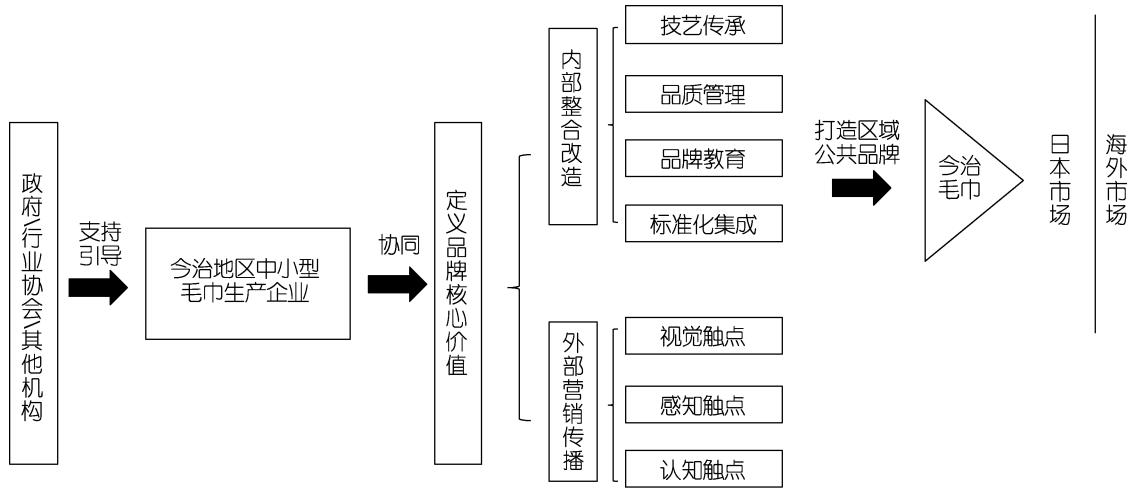 政府/行业协会/其他机构
支持
引导
今治地区中小型
毛巾生产企业
协同
定义品牌核心价值
内部整合改造
技艺传承
品质管理
品牌教育
标准化集成
外部营销传播
视觉触点
感知触点
认知触点
打造区域
公共品牌
今治
毛巾
日本市场
海外市场